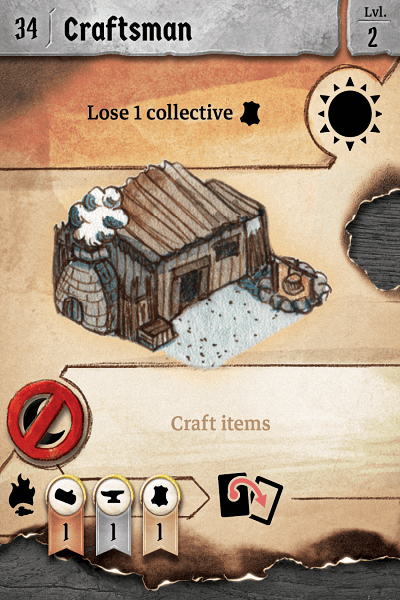 34 Craftsman
Lvl.
2
Lose 1 collective
Craft items
1 1 1